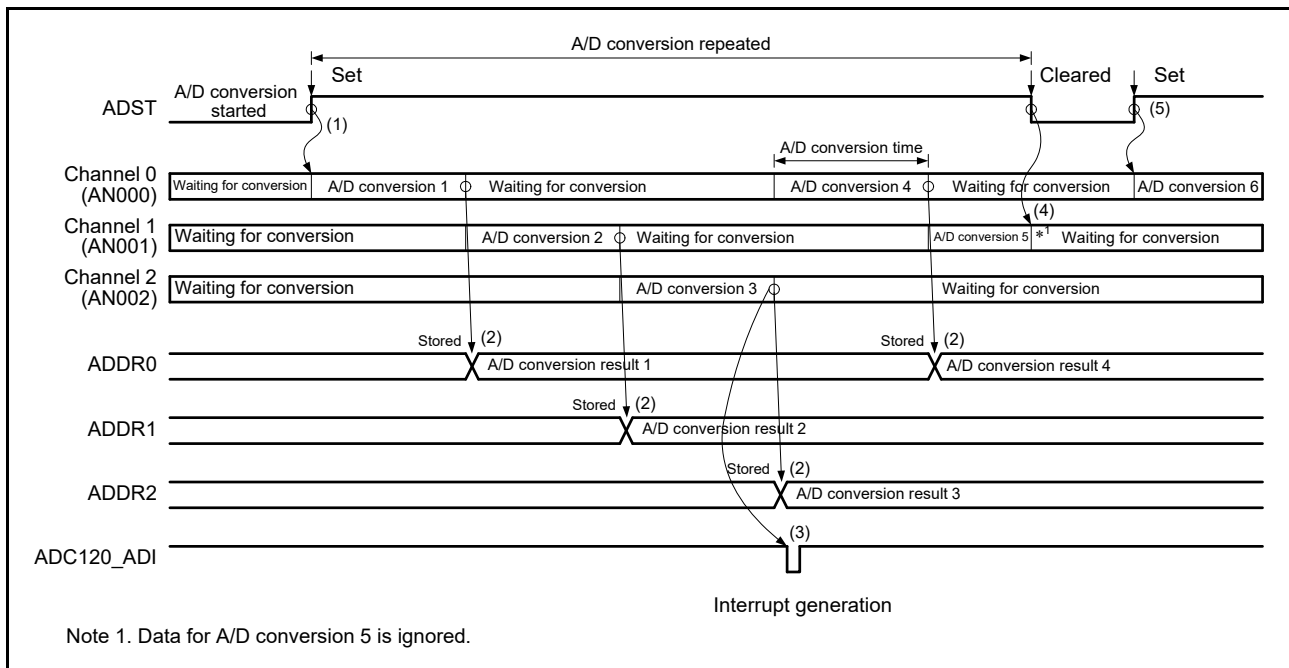 A/D conversion repeated
Set
Cleared
Set
A/D conversion
started
ADST
(1)
(5)
A/D conversion time
Channel 0
(AN000)
Waiting for conversion
A/D conversion 1
Waiting for conversion
A/D conversion 4
Waiting for conversion
A/D conversion 6
(4)
Channel 1
(AN001)
Waiting for conversion
A/D conversion 2
Waiting for conversion
A/D conversion 5
*1
Waiting for conversion
Channel 2
(AN002)
Waiting for conversion
A/D conversion 3
Waiting for conversion
Stored
(2)
Stored
(2)
ADDR0
A/D conversion result 1
A/D conversion result 4
Stored
(2)
ADDR1
A/D conversion result 2
Stored
(2)
ADDR2
A/D conversion result 3
(3)
ADC120_ADI
Interrupt generation
Note 1. Data for A/D conversion 5 is ignored.